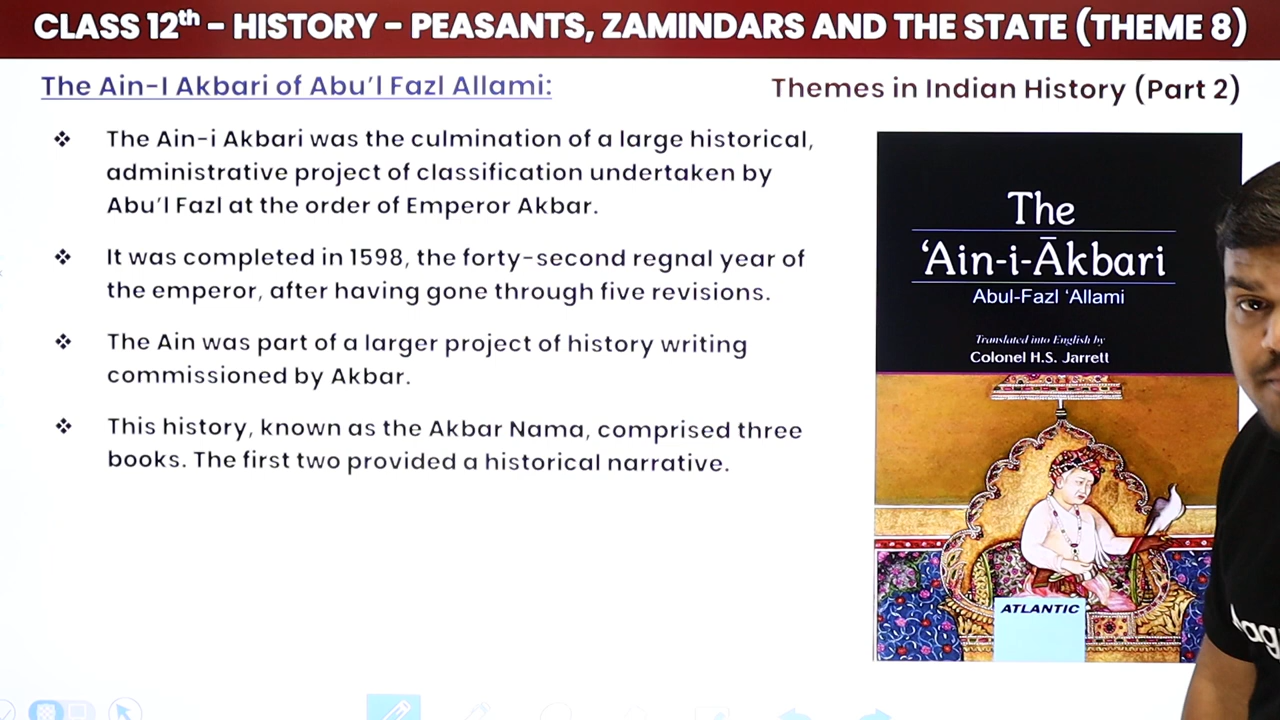 CLASS 12th – HISTORY – PEASANTS, ZAMINDARS AND THE STATE (THEME 8)
The Ain-I Akbari of Abu'l Fazl Allami:
Themes in Indian History (Part 2)
❖ The Ain-i Akbari was the culmination of a large historical,
administrative project of classification undertaken by
Abu'l Fazl at the order of Emperor Akbar.
❖ It was completed in 1598, the forty-second regnal year of
the emperor, after having gone through five revisions.
❖ The Ain was part of a larger project of history writing
commissioned by Akbar.
❖ This history, known as the Akbar Nama, comprised three
books. The first two provided a historical narrative.
The
'Ain-i-Ākbari
Abul-Fazl 'Allami
Translated into English by
Colonel H.S. Jarrett
ATLANTIC